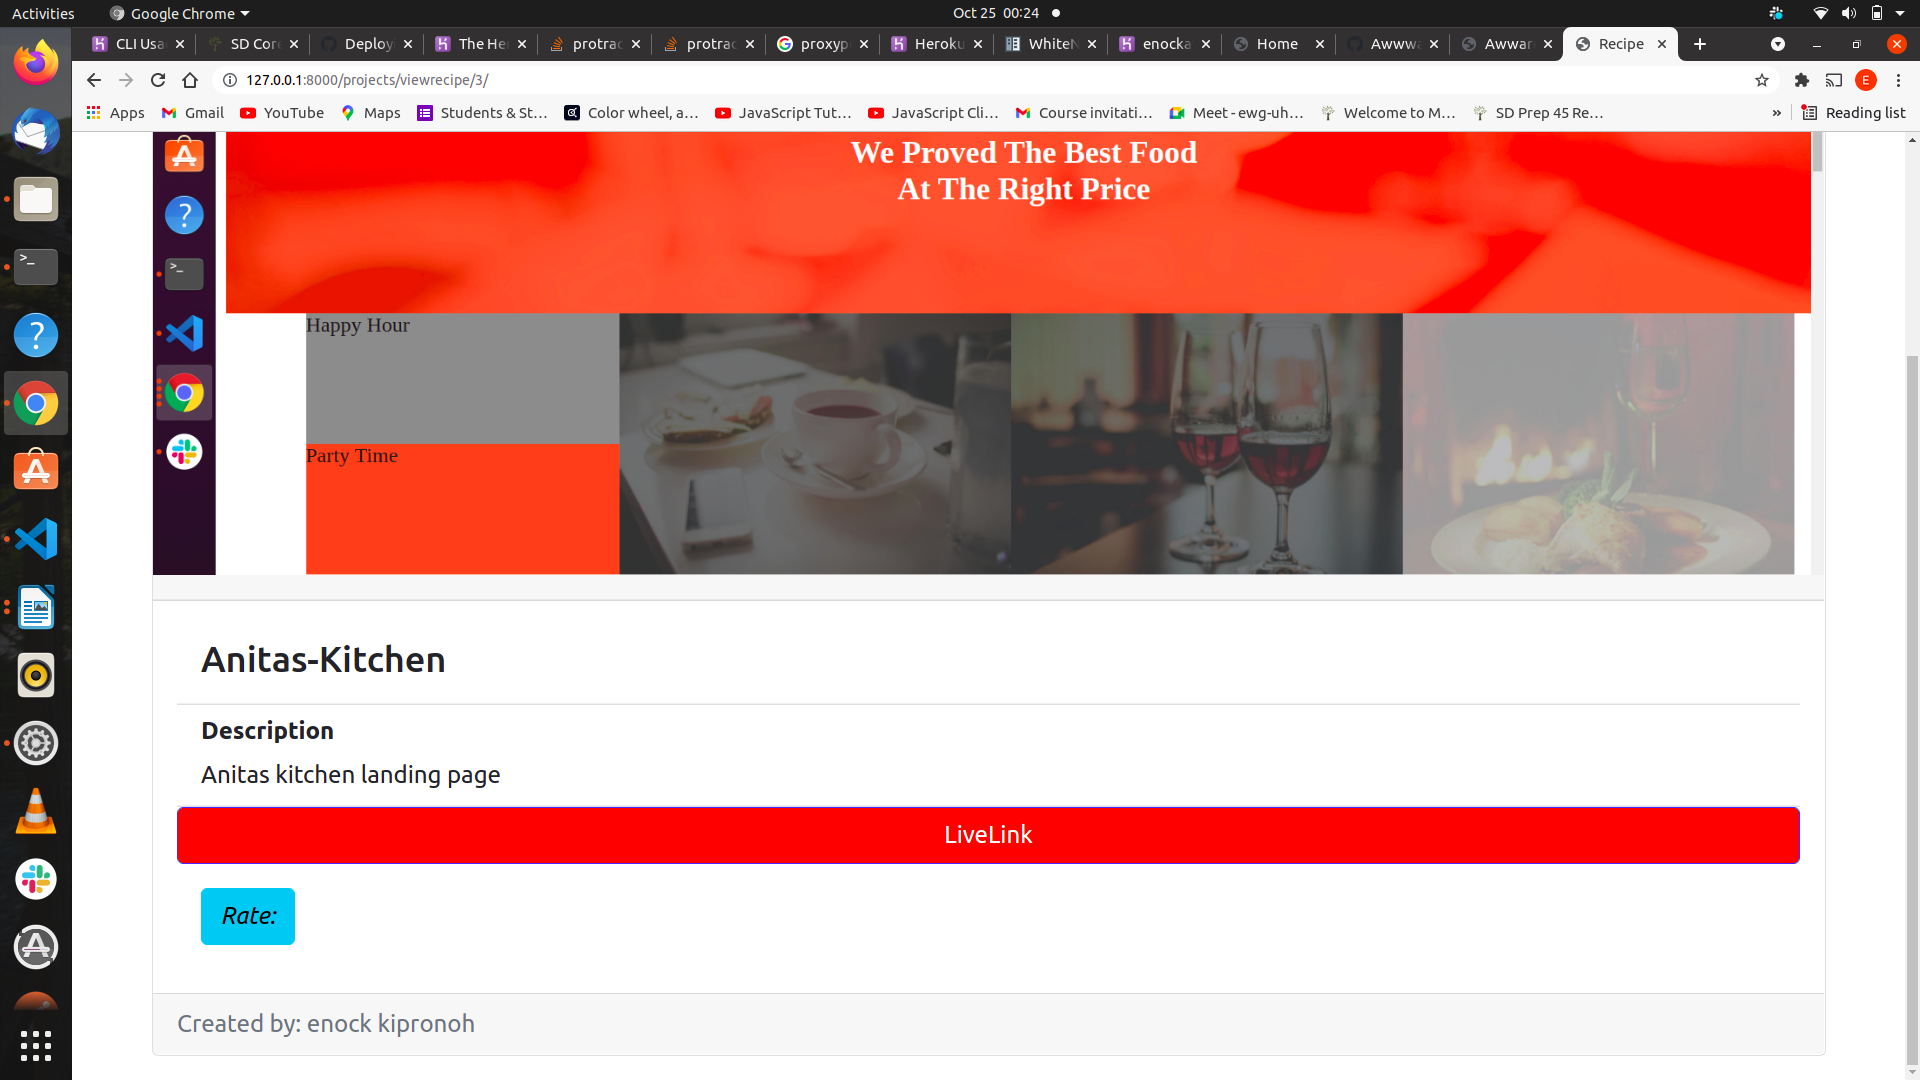 Activities
Google Chrome
Oct 25 00:24
CLI Usa
SD Cor
Deploy
The He
protrac
protrac
proxyp
Heroku
WhiteN
enocka
Home
Awwwa
Awwar
Recipe
127.0.0.1:8000/projects/viewrecipe/3/
E
Apps
Gmail
YouTube
Maps
Students & St…
Color wheel, a…
JavaScript Tut…
JavaScript Cli…
Course invitati…
Meet - ewg-uh…
Welcome to M…
SD Prep 45 Re…
»
Reading list
We Proved The Best Food
At The Right Price
Happy Hour
Party Time
Anitas-Kitchen
Description
Anitas kitchen landing page
LiveLink
Rate:
Created by: enock kipronoh